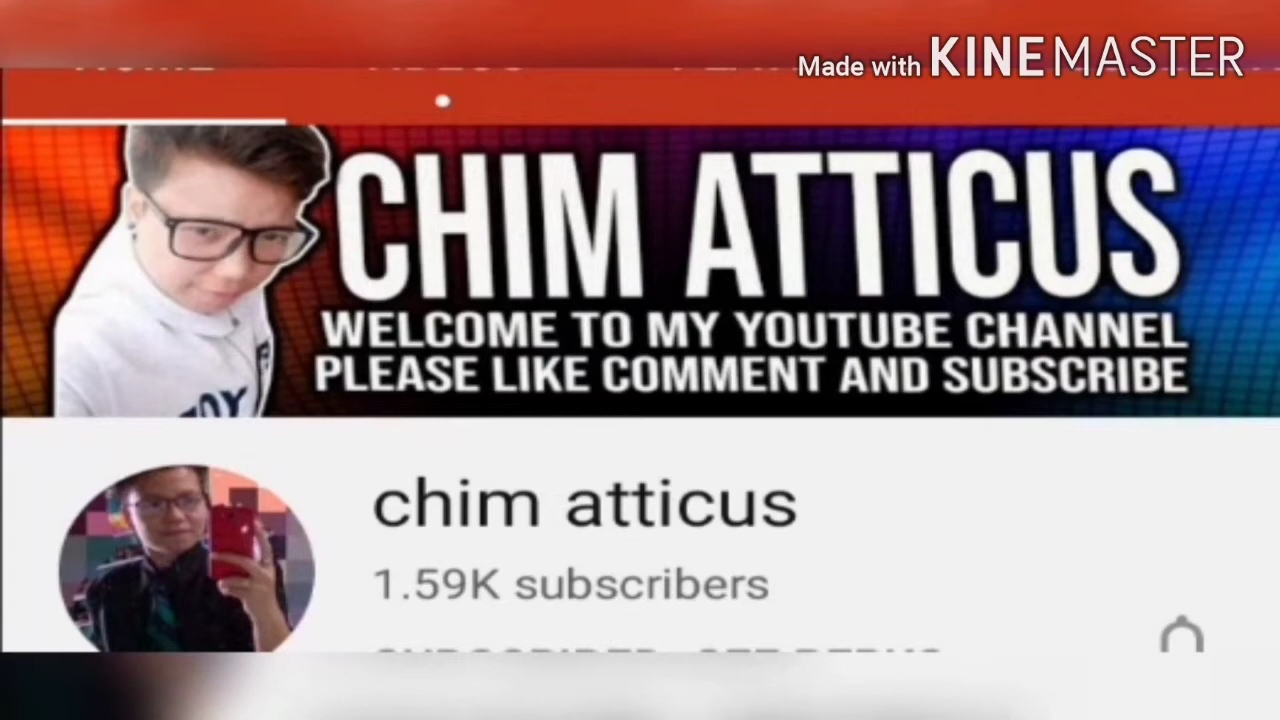 Made with KINEMASTER
CHIM ATTICUS
WELCOME TO MY YOUTUBE CHANNEL
PLEASE LIKE COMMENT AND SUBSCRIBE
chim atticus
1.59K subscribers